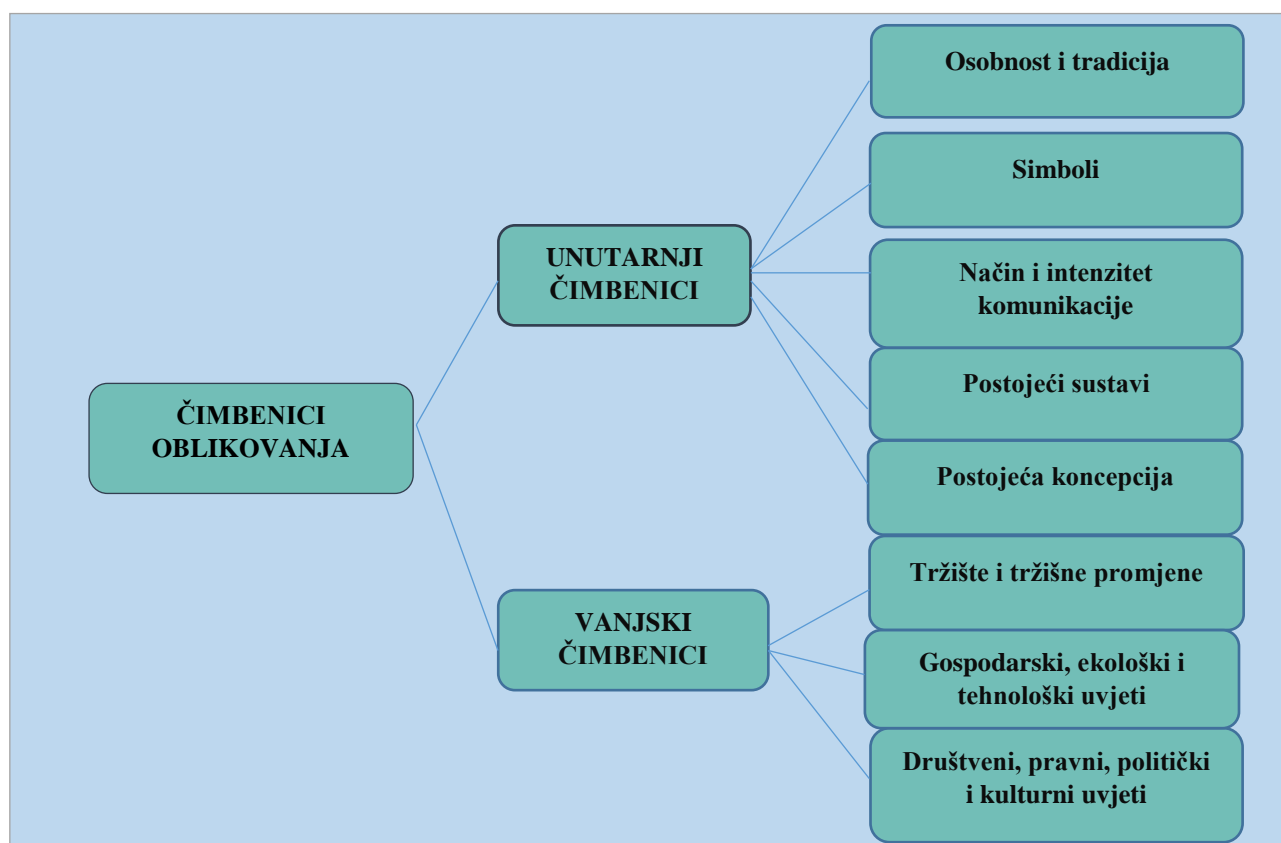 ČIMBENICI
OBLIKOVANJA
UNUTARNJI
ČIMBENICI
Osobnost i tradicija
Simboli
Način i intenzitet
komunikacije
Postojeći sustavi
Postojeća koncepcija
VANJSKI
ČIMBENICI
Tržište i tržišne promjene
Gospodarski, ekološki i
tehnološki uvjeti
Društveni, pravni, politički
i kulturni uvjeti